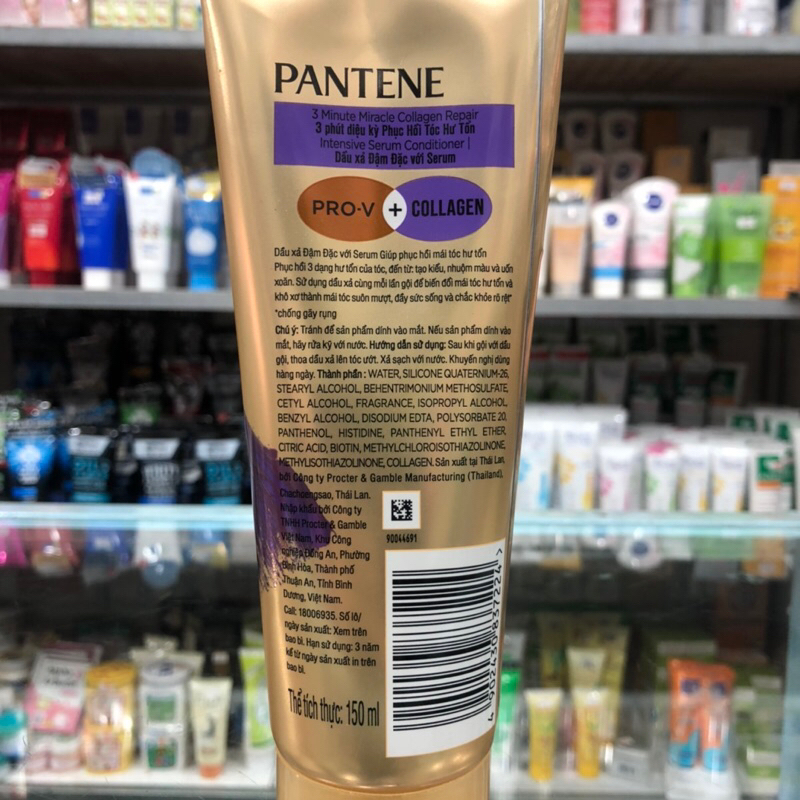 PANTENE
3 Minute Miracle Collagen Repair
3 phút diệu kỳ Phục Hồi Tóc Hư Tổn
Intensive Serum Conditioner |
Dầu xả Đậm Đặc với Serum
PRO-V + COLLAGEN
Dầu xả Đậm Đặc với Serum Giúp phục hồi mái tóc hư tổn
Phục hồi 3 dạng hư tổn của tóc, đến từ: tạo kiểu, nhuộm màu và uốn
xoăn. Sử dụng dầu xả cùng mỗi lần gội để biến đổi mái tóc hư tổn và
khô xơ thành mái tóc suôn mượt, đầy sức sống và chắc khỏe rõ rệt*
*chống gãy rụng
Chú ý: Tránh để sản phẩm dính vào mắt. Nếu sản phẩm dính vào
mắt, hãy rửa kỹ với nước. Hướng dẫn sử dụng: Sau khi gội với dầu
gội, thoa dầu xả lên tóc ướt. Xả sạch với nước. Khuyến nghị dùng
hàng ngày. Thành phần : WATER, SILICONE QUATERNIUM-26,
STEARYL ALCOHOL, BEHENTRIMONIUM METHOSULFATE,
CETYL ALCOHOL, FRAGRANCE, ISOPROPYL ALCOHOL
BENZYL ALCOHOL, DISODIUM EDTA, POLYSORBATE 20,
PANTHENOL, HISTIDINE, PANTHENYL ETHYL ETHER,
CITRIC ACID, BIOTIN, METHYLCHLOROISOTHIAZOLINONE,
METHYLISOTHIAZOLINONE, COLLAGEN. Sản xuất tại Thái Lan,
bởi Công ty Procter & Gamble Manufacturing (Thailand),
Chachoengsao, Thái Lan.
Nhập khẩu bởi Công ty
TNHH Procter & Gamble
Việt Nam, Khu Công
nghiệp Đồng An, Phường
Bình Hòa, Thành phố
Thuận An, Tỉnh Bình
Dương, Việt Nam.
Call: 18006935. Số lô/
ngày sản xuất: Xem trên
bao bì. Hạn sử dụng: 3 năm
kể từ ngày sản xuất in trên
bao bì.
Thể tích thực: 150 ml
90044691
4 902430 837224 >